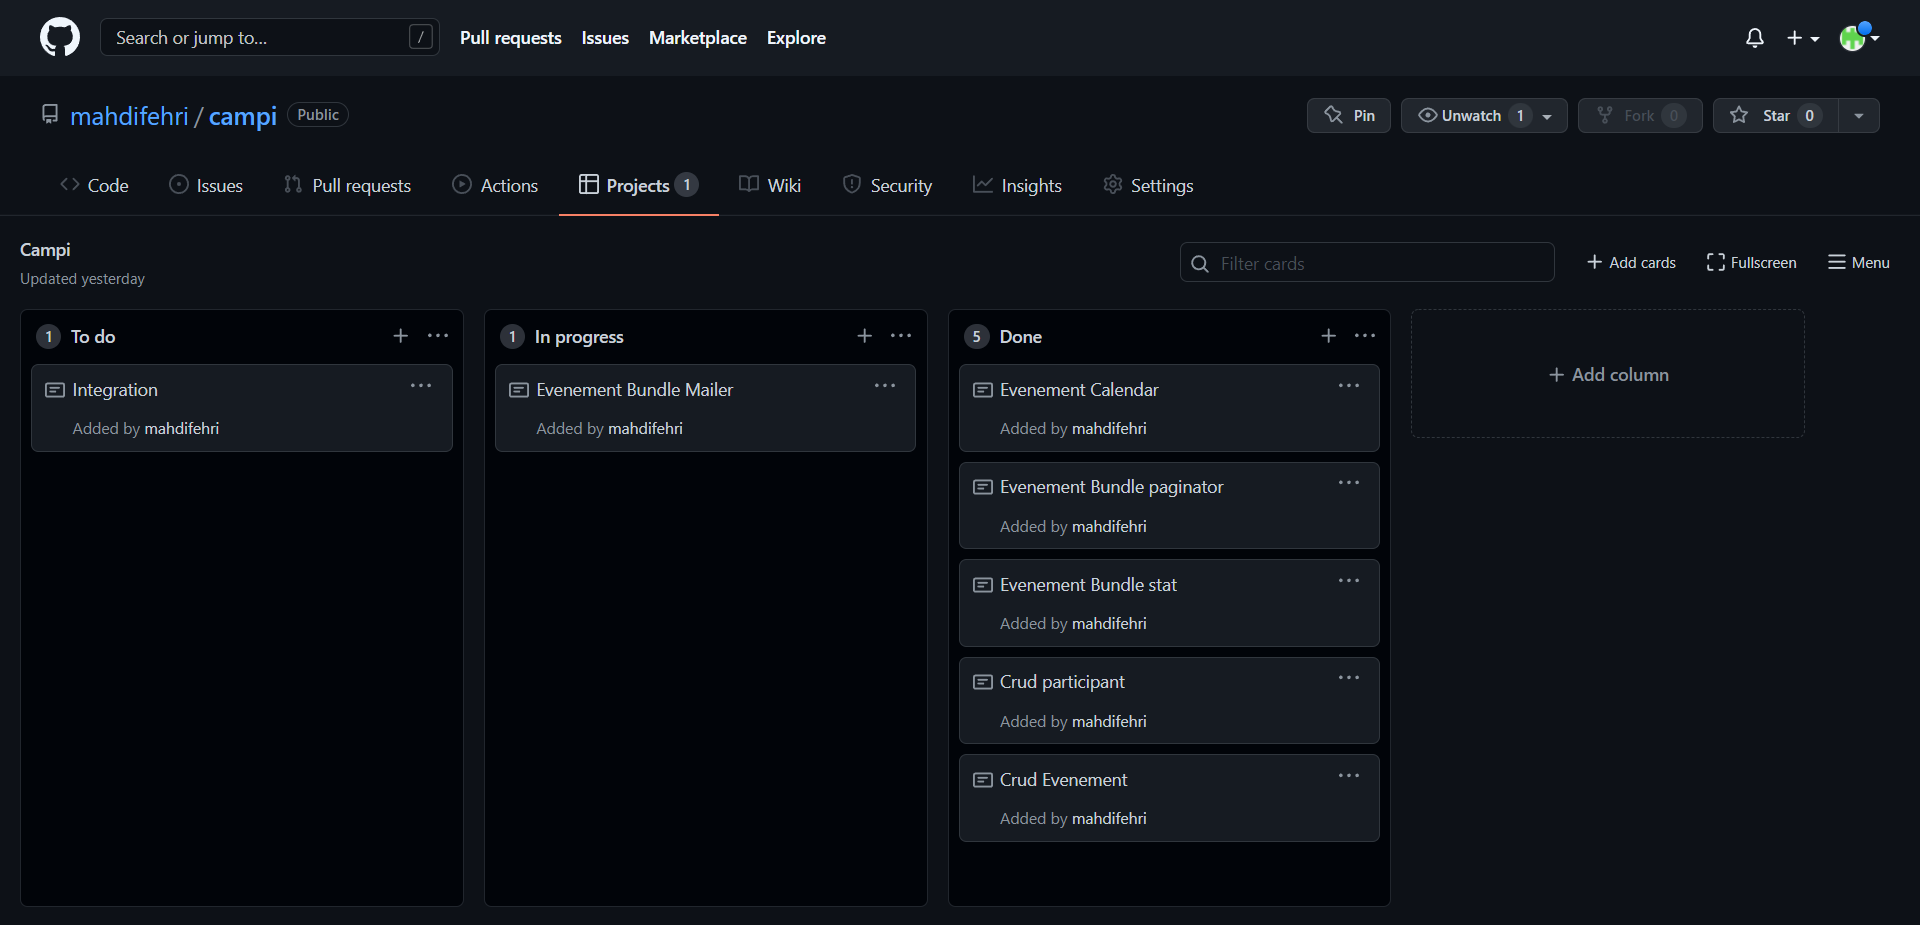 Search or jump to... /
Pull requests Issues Marketplace Explore
mahdifehri / campi Public
Pin Unwatch 1 Fork 0 Star 0
Code Issues Pull requests Actions Projects 1 Wiki Security Insights Settings
Campi
Updated yesterday
Filter cards
Add cards Fullscreen Menu
1 To do
Integration
Added by mahdifehri
1 In progress
Evenement Bundle Mailer
Added by mahdifehri
5 Done
Evenement Calendar
Added by mahdifehri
Evenement Bundle paginator
Added by mahdifehri
Evenement Bundle stat
Added by mahdifehri
Crud participant
Added by mahdifehri
Crud Evenement
Added by mahdifehri
+ Add column